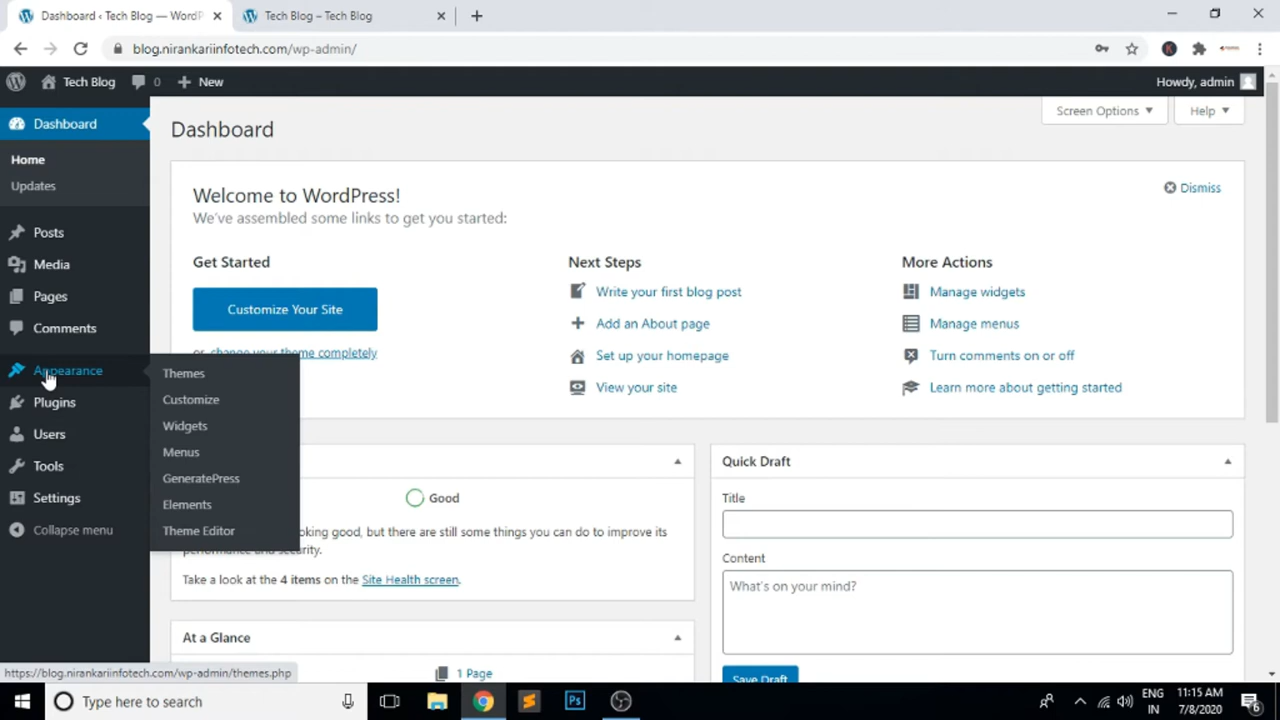 Dashboard ‹ Tech Blog — WordP
Tech Blog – Tech Blog
blog.nirankariinfotech.com/wp-admin/
Tech Blog
0
New
Howdy, admin
Dashboard
Home
Updates
Posts
Media
Pages
Comments
Appearance
Plugins
Users
Tools
Settings
Collapse menu
Themes
Customize
Widgets
Menus
GeneratePress
Elements
Theme Editor
Dashboard
Screen Options
Help
Welcome to WordPress!
We've assembled some links to get you started:
Dismiss
Get Started
Customize Your Site
or, change your theme completely
Next Steps
Write your first blog post
Add an About page
Set up your homepage
View your site
More Actions
Manage widgets
Manage menus
Turn comments on or off
Learn more about getting started
Good
oking good, but there are still some things you can do to improve its
performance and security.
Take a look at the 4 items on the Site Health screen.
At a Glance
1 Page
Quick Draft
Title
Content
What's on your mind?
Save Draft
https://blog.nirankariinfotech.com/wp-admin/themes.php
Type here to search
ENG
IN
11:15 AM
7/8/2020
6